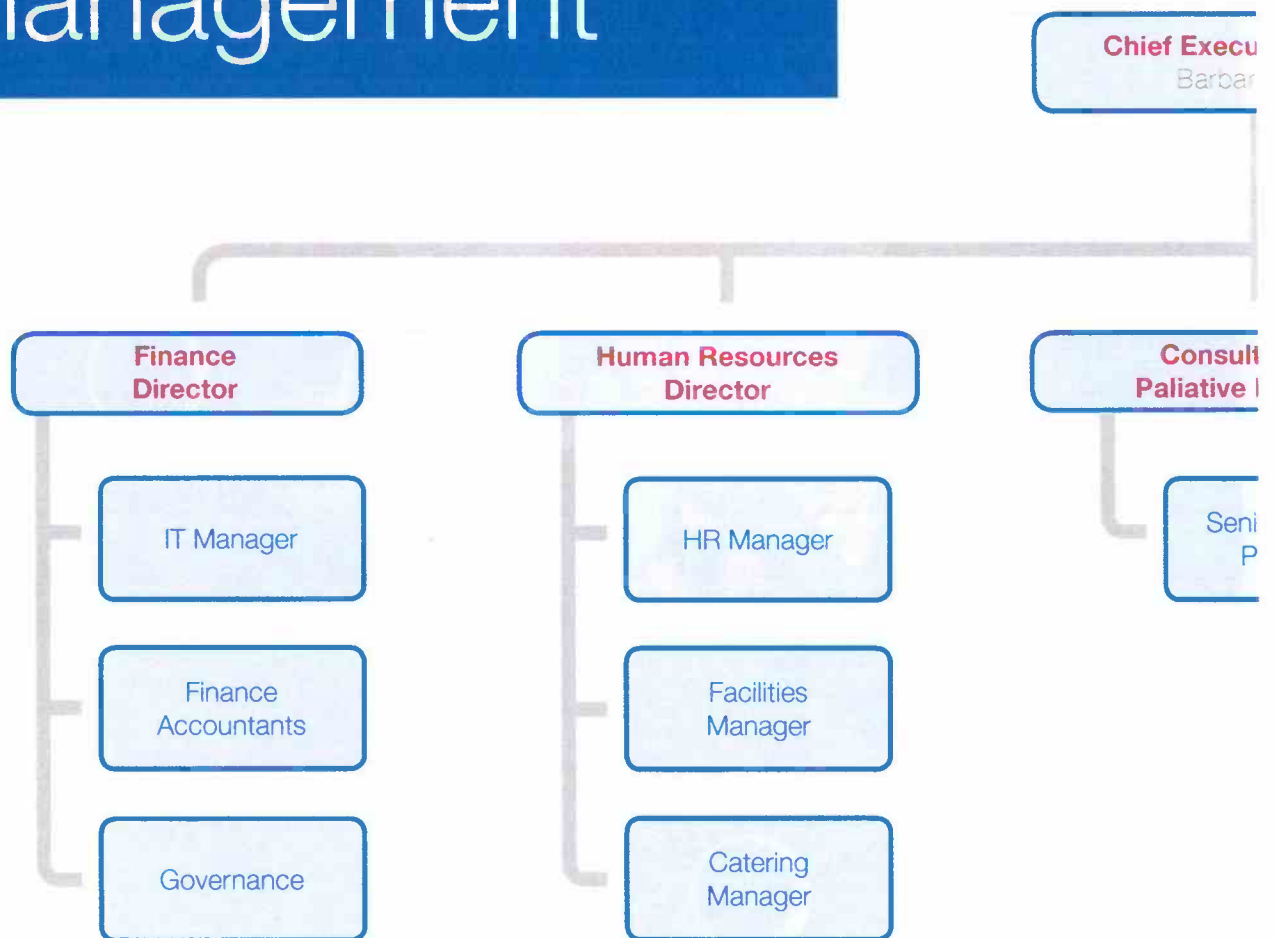 anagement
Chief Execu
Barbar
Finance
Director
Human Resources
Director
Consult
Paliative
IT Manager
HR Manager
Seni
P
Finance
Accountants
Facilities
Manager
Governance
Catering
Manager